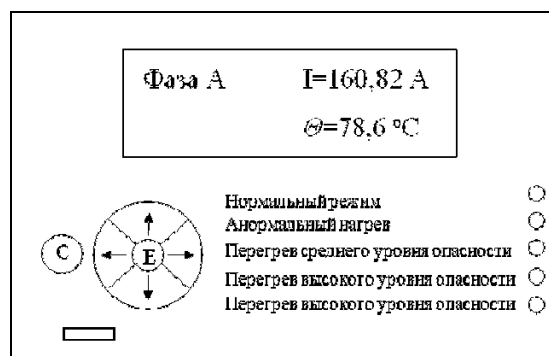 Фаза А I=160,82 А
Θ=78,6 ºС
Нормальный режим
Анормальный нагрев
Перегрев среднего уровня опасности
Перегрев высокого уровня опасности
Перегрев высокого уровня опасности
С
Е